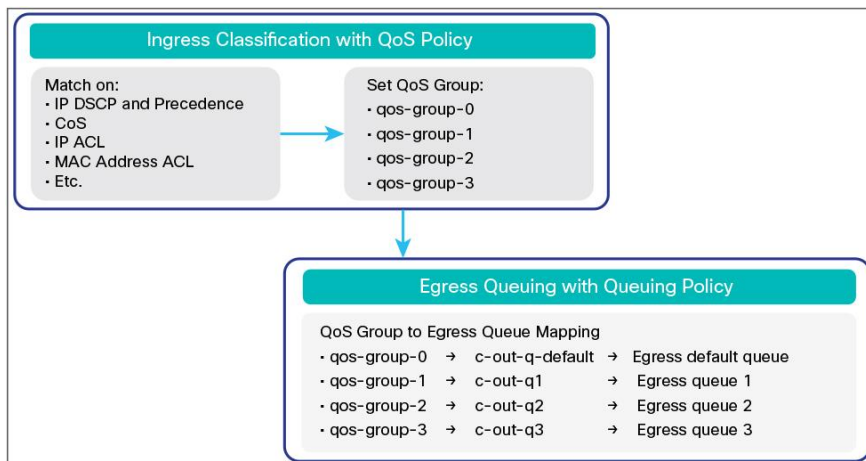 Ingress Classification with QoS Policy
Match on:
• IP DSCP and Precedence
• CoS
• IP ACL
• MAC Address ACL
• Etc.
Set QoS Group:
• qos-group-0
• qos-group-1
• qos-group-2
• qos-group-3
Egress Queuing with Queuing Policy
QoS Group to Egress Queue Mapping
• qos-group-0 → c-out-q-default → Egress default queue
• qos-group-1 → c-out-q1 → Egress queue 1
• qos-group-2 → c-out-q2 → Egress queue 2
• qos-group-3 → c-out-q3 → Egress queue 3